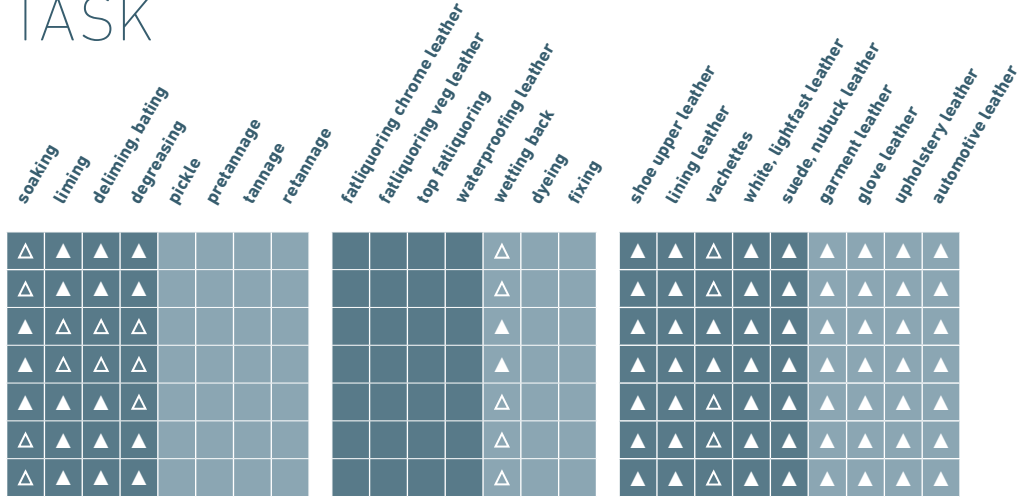 TASK
soaking
liming
deliming, bating
degreasing
pickle
pretannage
tannage
retannage
fatliquoring chrome leather
fatliquoring veg leather
top fatliquoring
waterproofing leather
wetting back
dyeing
fixing
shoe upper leather
lining leather
vachettes
white, lightfast leather
suede, nubuck leather
garment leather
glove leather
upholstery leather
automotive leather